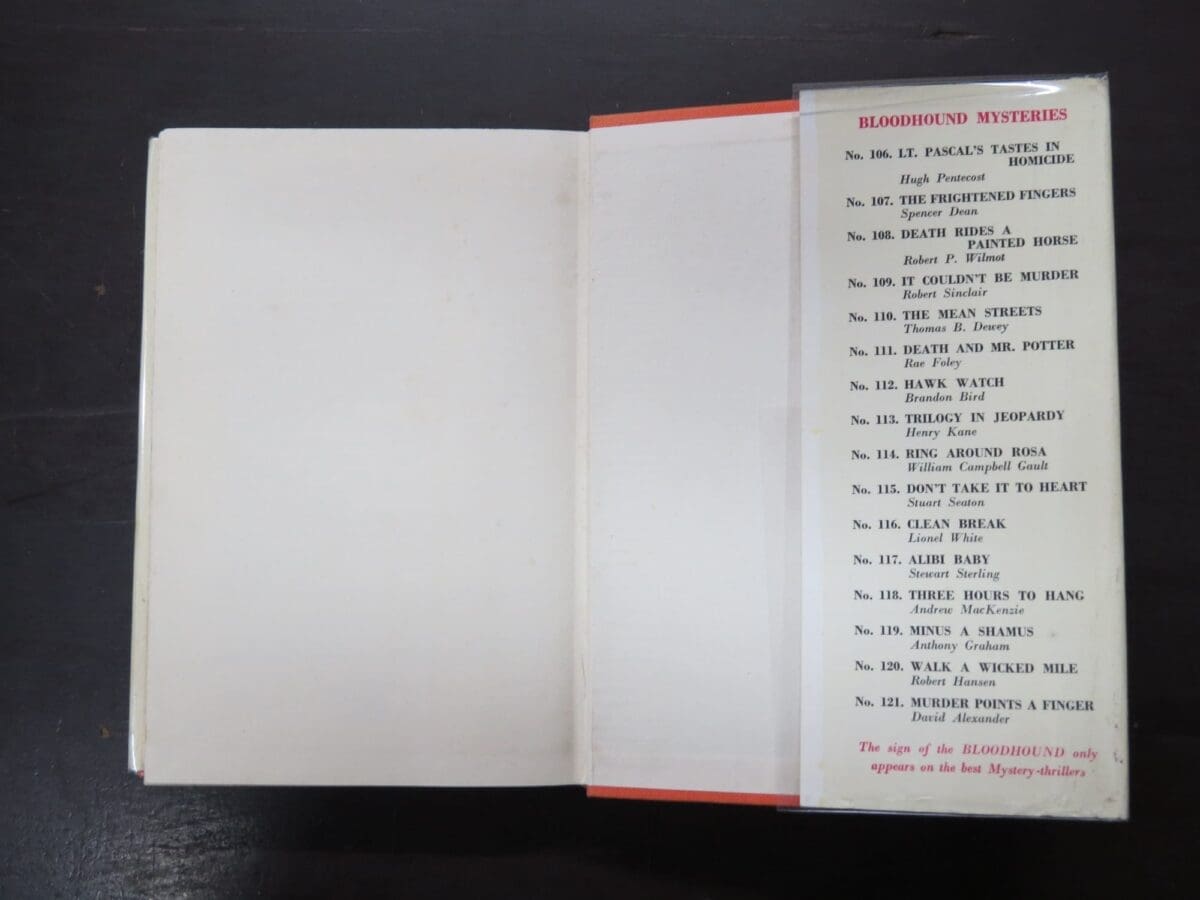 BLOODHOUND MYSTERIES
No. 106. LT. PASCAL'S TASTES IN
HOMICIDE
Hugh Pentecost
No. 107. THE FRIGHTENED FINGERS
Spencer Dean
No. 108. DEATH RIDES A
PAINTED HORSE
Robert P. Wilmot
No. 109. IT COULDN'T BE MURDER
Robert Sinclair
No. 110. THE MEAN STREETS
Thomas B. Dewey
No. 111. DEATH AND MR. POTTER
Rae Foley
No. 112. HAWK WATCH
Brandon Bird
No. 113. TRILOGY IN JEOPARDY
Henry Kane
No. 114. RING AROUND ROSA
William Campbell Gault
No. 115. DON'T TAKE IT TO HEART
Stuart Seaton
No. 116. CLEAN BREAK
Lionel White
No. 117. ALIBI BABY
Stewart Sterling
No. 118. THREE HOURS TO HANG
Andrew MacKenzie
No. 119. MINUS A SHAMUS
Anthony Graham
No. 120. WALK A WICKED MILE
Robert Hansen
No. 121. MURDER POINTS A FINGER
David Alexander
The sign of the BLOODHOUND only
appears on the best Mystery-thrillers